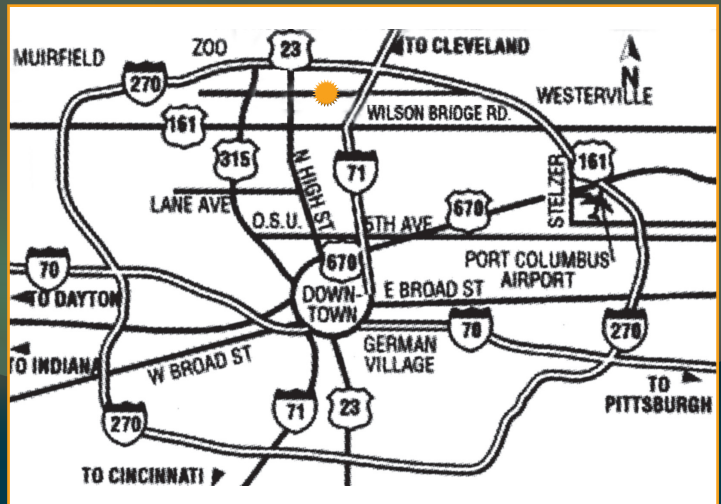 ZOO
23
TO CLEVELAND
MUIRFIELD
N
270
WESTERVILLE
WILSON BRIDGE RD.
161
315
71
161
STELZER
N HIGH ST
LANE AVE
670
O.S.U.
5TH AVE
670
PORT COLUMBUS
AIRPORT
70
TO DAYTON
DOWN-
TOWN
E BROAD ST
70
270
GERMAN
VILLAGE
TO INDIANA
W BROAD ST
TO
PITTSBURGH
270
71
23
TO CINCINNATI